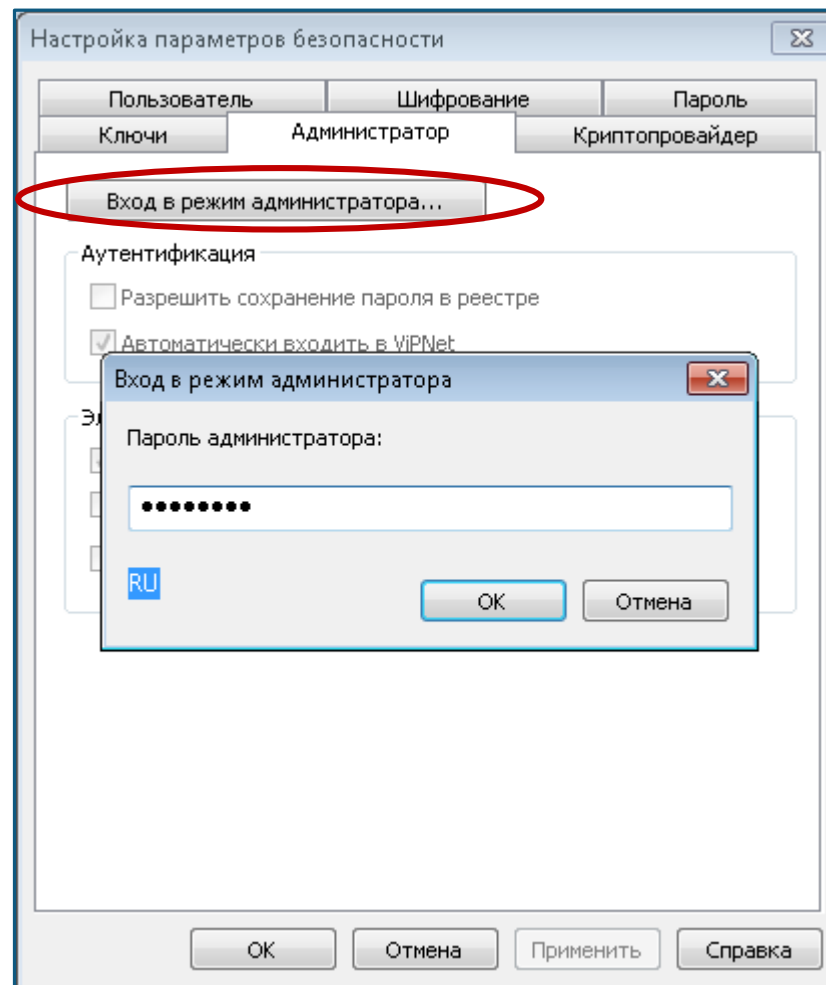 Настройка параметров безопасности
Пользователь Шифрование Пароль
Ключи Администратор Криптопровайдер
Вход в режим администратора...
Аутентификация
Разрешить сохранение пароля в реестре
Автоматически входить в ViPNet
Вход в режим администратора
Эл
Пароль администратора:
••••••••
RU
OK Отмена
OK Отмена Применить Справка